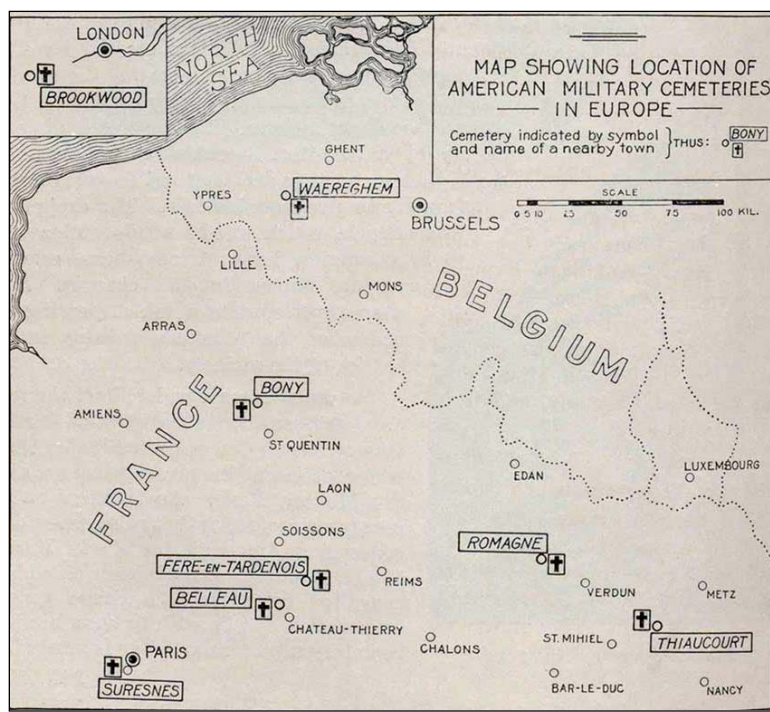 LONDON
BROOKWOOD
NORTH
SEA
MAP SHOWING LOCATION OF
AMERICAN MILITARY CEMETERIES
IN EUROPE
Cemetery indicated by symbol
and name of a nearby town
THUS:
BONY
SCALE
0 5 10 25 50 75 100 KIL.
GHENT
YPRES
WAEREGHEM
BRUSSELS
LILLE
MONS
BELGIUM
ARRAS
FRANCE
BONY
AMIENS
ST QUENTIN
EDAN
LUXEMBOURG
LAON
SOISSONS
ROMAGNE
FERE-EN-TARDENOIS
REIMS
VERDUN
METZ
BELLEAU
CHATEAU-THIERRY
CHALONS
ST. MIHIEL
THIAUCOURT
PARIS
SURESNES
BAR-LE-DUC
NANCY